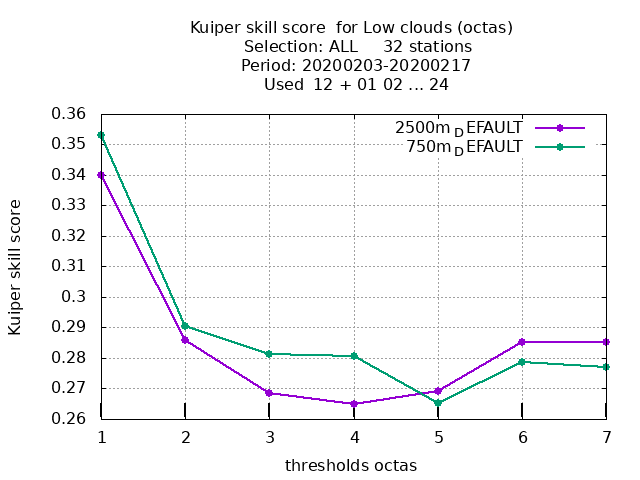 Kuiper skill score  for Low clouds (octas)
Selection: ALL     32 stations
Period: 20200203-20200217
Used  12 + 01 02 ... 24
2500m_DEFAULT
750m_DEFAULT
0.36
0.35
0.34
0.33
0.32
0.31
0.3
0.29
0.28
0.27
0.26
Kuiper skill score
1 2 3 4 5 6 7
thresholds octas